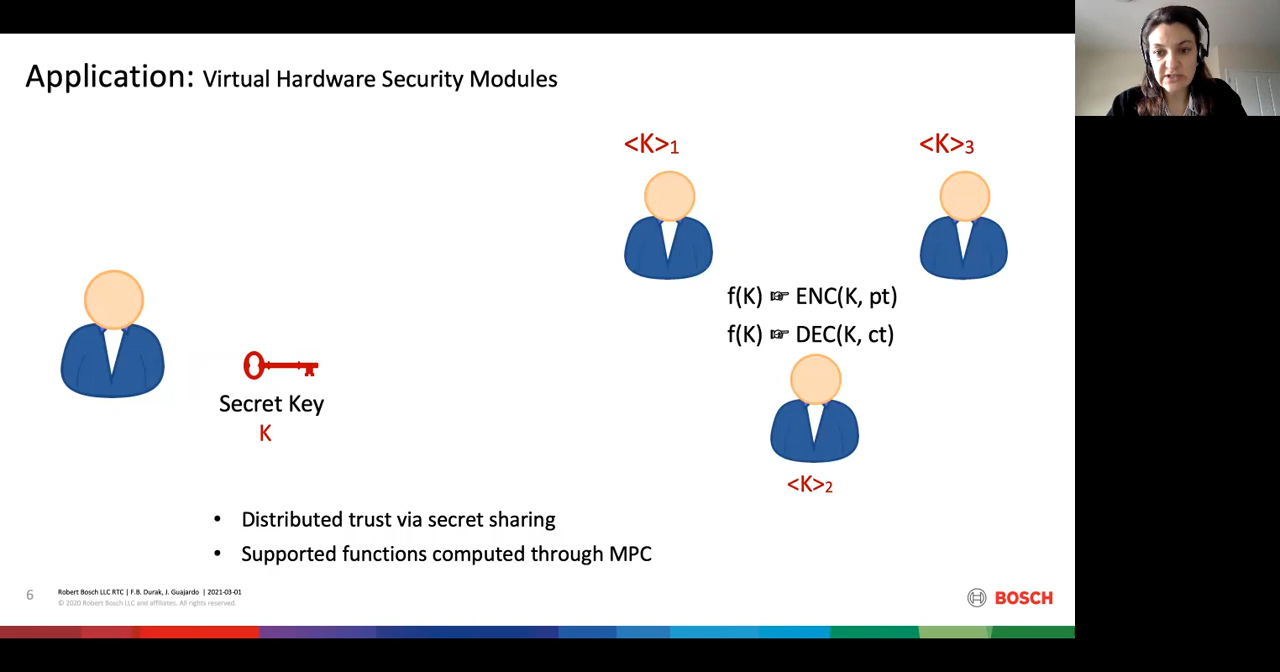 Application: Virtual Hardware Security Modules
<K>1
<K>3
f(K) ☞ ENC(K, pt)
f(K) ☞ DEC(K, ct)
Secret Key
K
<K>2
• Distributed trust via secret sharing
• Supported functions computed through MPC
6
Robert Bosch LLC RTC | F.B. Durak, J. Guajardo | 2021-03-01
© 2020 Robert Bosch LLC and affiliates. All rights reserved.
BOSCH